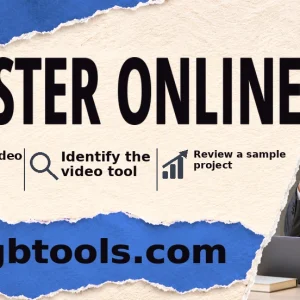 STER ONLINE
deo
Identify the
video tool
Review a sample
project
gbtools.com